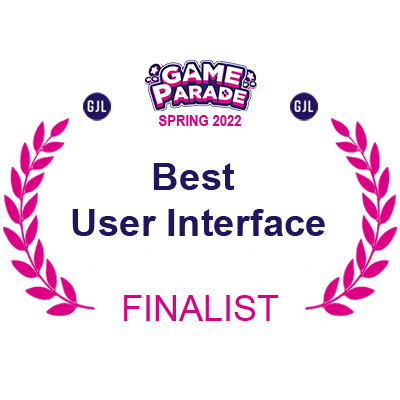 GAME
PARADE
GJL
GJL
SPRING 2022
Best
User Interface
FINALIST